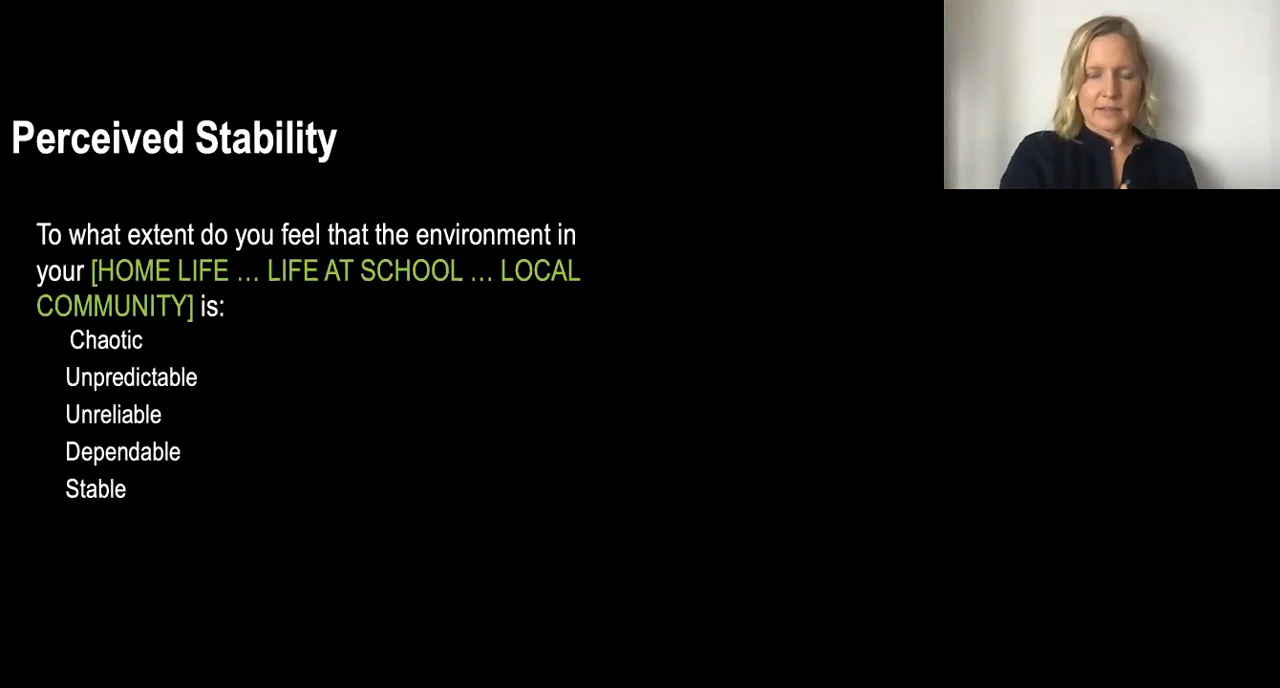 Perceived Stability
To what extent do you feel that the environment in
your [HOME LIFE … LIFE AT SCHOOL … LOCAL
COMMUNITY] is:
Chaotic
Unpredictable
Unreliable
Dependable
Stable